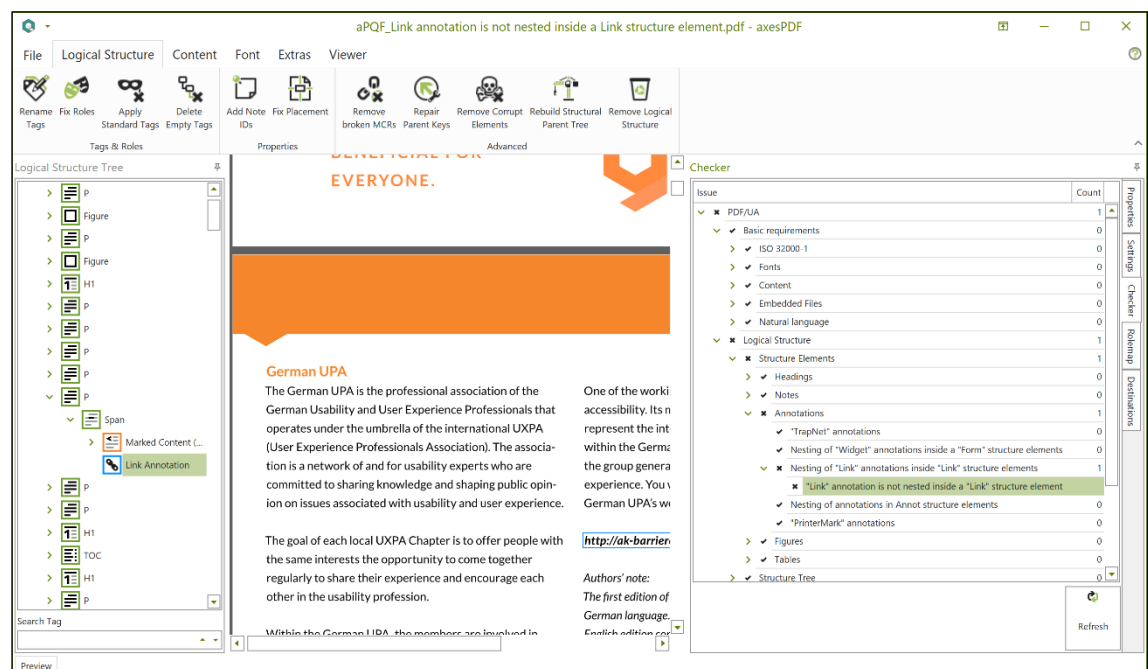 aPQF_Link annotation is not nested inside a Link structure element.pdf - axesPDF
File Logical Structure Content Font Extras Viewer
Rename Tags
Fix Roles
Apply Standard Tags
Delete Empty Tags
Add Note IDs
Fix Placement
Remove broken MCRs
Repair Parent Keys
Remove Corrupt Elements
Rebuild Structural Parent Tree
Remove Logical Structure
Tags & Roles
Properties
Advanced
Logical Structure Tree
P
Figure
P
Figure
H1
P
P
P
P
P
Span
Marked Content (...
Link Annotation
P
P
H1
TOC
H1
P
Search Tag
Preview
BENEFICIAL FOR
EVERYONE.
German UPA
The German UPA is the professional association of the
German Usability and User Experience Professionals that
operates under the umbrella of the international UXPA
(User Experience Professionals Association). The associa-
tion is a network of and for usability experts who are
committed to sharing knowledge and shaping public opin-
ion on issues associated with usability and user experience.
The goal of each local UXPA Chapter is to offer people with
the same interests the opportunity to come together
regularly to share their experience and encourage each
other in the usability profession.
Within the German UPA, the members are involved in
One of the worki
accessibility. Its
represent the int
within the Germa
the group genera
experience. You
German UPA's
http://ak-barrier
Authors' note:
The first edition of
German language.
English edition
Checker
Issue Count
PDF/UA 1
Basic requirements 0
ISO 32000-1 0
Fonts 0
Content 0
Embedded Files 0
Natural language 0
Logical Structure 1
Structure Elements 1
Headings 0
Notes 0
Annotations 1
"TrapNet" annotations 0
Nesting of "Widget" annotations inside a "Form" structure elements 0
Nesting of "Link" annotations inside "Link" structure elements 1
"Link" annotation is not nested inside a "Link" structure element
Nesting of annotations in Annot structure elements 0
"PrinterMark" annotations 0
Figures 0
Tables 0
Structure Tree 0
Refresh
Properties
Settings
Checker
Rolemap
Destinations